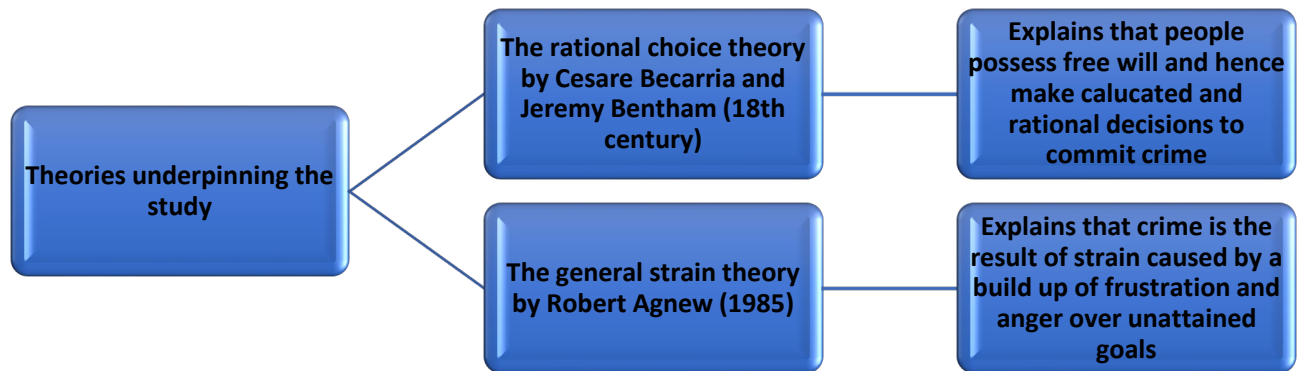 Theories underpinning the
study
The rational choice theory
by Cesare Becarria and
Jeremy Bentham (18th
century)
Explains that people
possess free will and hence
make calucated and
rational decisions to
commit crime
The general strain theory
by Robert Agnew (1985)
Explains that crime is the
result of strain caused by a
build up of frustration and
anger over unattained
goals